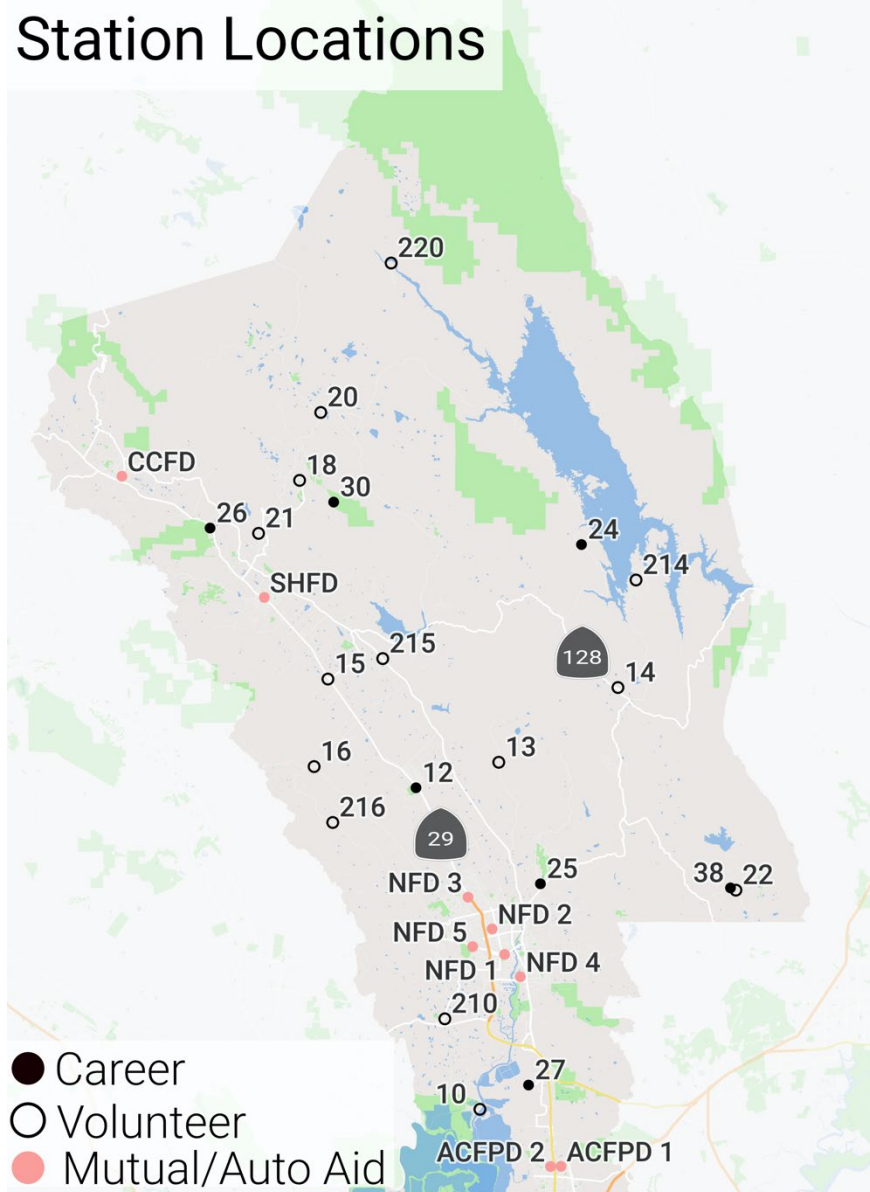 Station Locations
220
20
CCFD
18
30
26
21
24
214
SHFD
215
128
15
14
13
16
12
216
29
25
NFD 3
38
22
NFD 2
NFD 5
NFD 1
NFD 4
210
27
10
ACFPD 2
ACFPD 1
Career
Volunteer
Mutual/Auto Aid